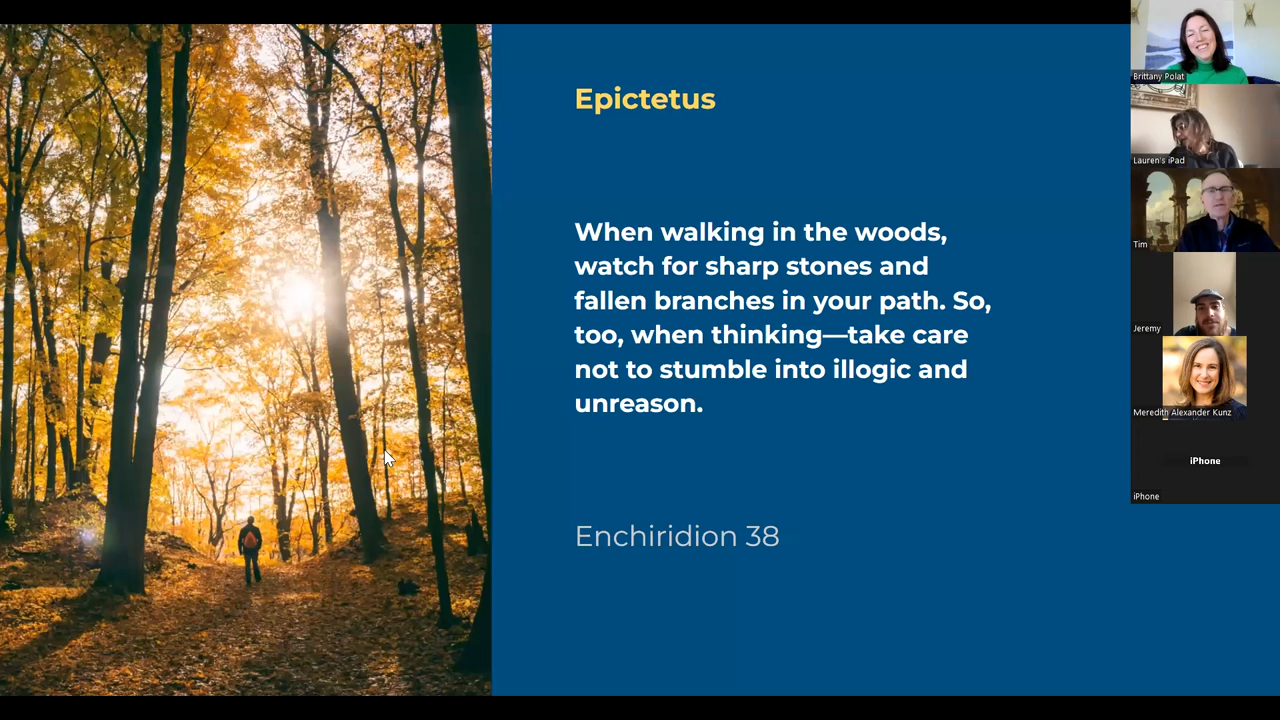 Epictetus
When walking in the woods,
watch for sharp stones and
fallen branches in your path. So,
too, when thinking—take care
not to stumble into illogic and
unreason.
Enchiridion 38
Brittany Polat
Lauren's iPad
Tim
Jeremy
Meredith Alexander Kunz
iPhone
iPhone